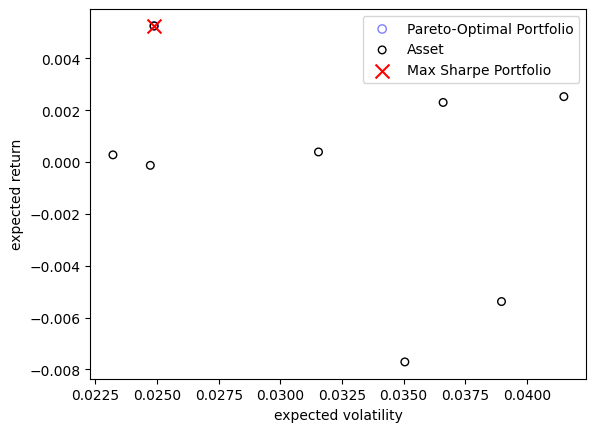 Pareto-Optimal Portfolio
Asset
Max Sharpe Portfolio
expected return
0.004
0.002
0.000
−0.002
−0.004
−0.006
−0.008
0.0225 0.0250 0.0275 0.0300 0.0325 0.0350 0.0375 0.0400
expected volatility